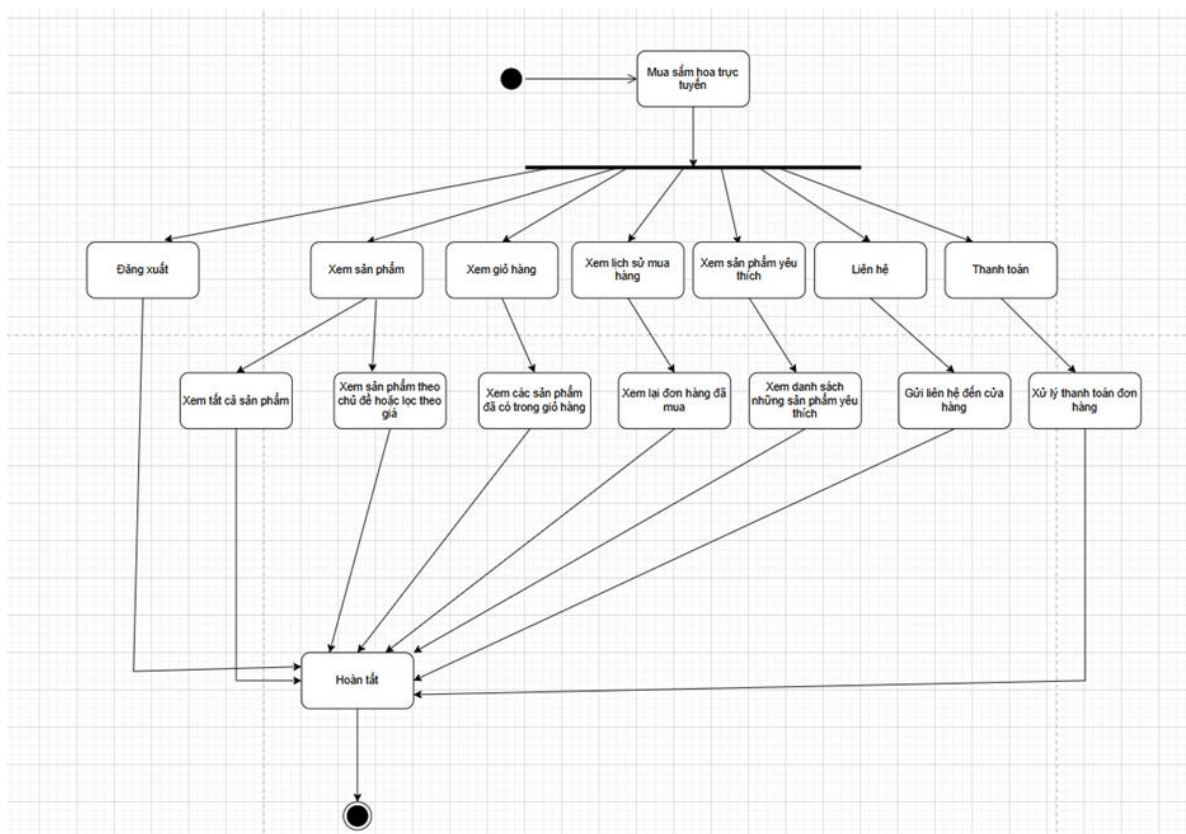 Mua sắm hoa trực
tuyến
Đăng xuất
Xem sản phẩm
Xem giỏ hàng
Xem lịch sử mua
hàng
Xem sản phẩm yêu
thích
Liên hệ
Thanh toán
Xem tất cả sản phẩm
Xem sản phẩm theo
chủ đề hoặc lọc theo
giá
Xem các sản phẩm
đã có trong giỏ hàng
Xem lại đơn hàng đã
mua
Xem danh sách
những sản phẩm yêu
thích
Gửi liên hệ đến cửa
hàng
Xử lý thanh toán đơn
hàng
Hoàn tất